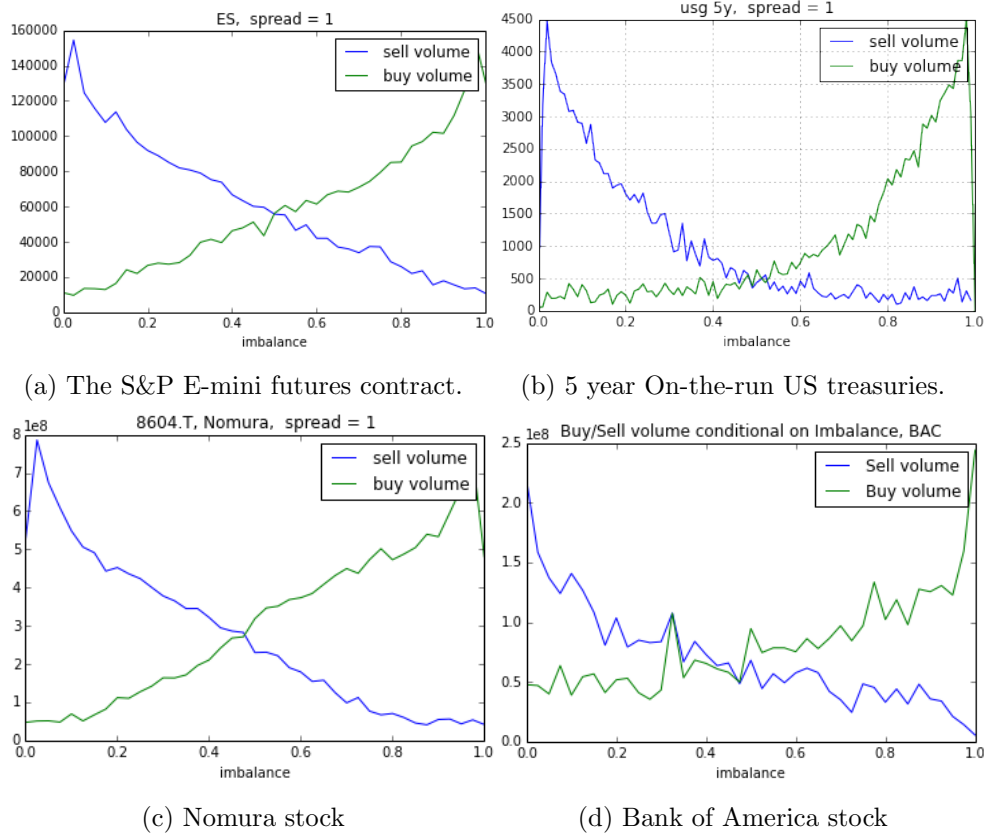 ES, spread = 1
160000
140000
120000
100000
80000
60000
40000
20000
0
0.0 0.2 0.4 0.6 0.8 1.0
imbalance
sell volume
buy volume
(a) The S&P E-mini futures contract.
usg 5y, spread = 1
4500
4000
3500
3000
2500
2000
1500
1000
500
0
0.0 0.2 0.4 0.6 0.8 1.0
imbalance
sell volume
buy volume
(b) 5 year On-the-run US treasuries.
8604.T, Nomura, spread = 1
1e8
8
7
6
5
4
3
2
1
0
0.0 0.2 0.4 0.6 0.8 1.0
imbalance
sell volume
buy volume
(c) Nomura stock
Buy/Sell volume conditional on Imbalance, BAC
1e8
2.5
2.0
1.5
1.0
0.5
0.0
0.0 0.2 0.4 0.6 0.8 1.0
imbalance
Sell volume
Buy volume
(d) Bank of America stock